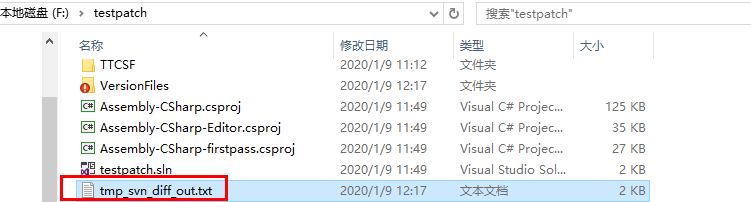 本地磁盘 (F:) › testpatch 搜索"testpatch"
名称 修改日期 类型 大小
TTCSF 2020/1/9 11:12 文件夹
VersionFiles 2020/1/9 12:17 文件夹
C# Assembly-CSharp.csproj 2020/1/9 11:49 Visual C# Projec... 125 KB
C# Assembly-CSharp-Editor.csproj 2020/1/9 11:49 Visual C# Projec... 35 KB
C# Assembly-CSharp-firstpass.csproj 2020/1/9 11:49 Visual C# Projec... 27 KB
testpatch.sln 2020/1/9 11:49 Visual Studio Sol... 2 KB
tmp_svn_diff_out.txt 2020/1/9 12:17 文本文档 2 KB